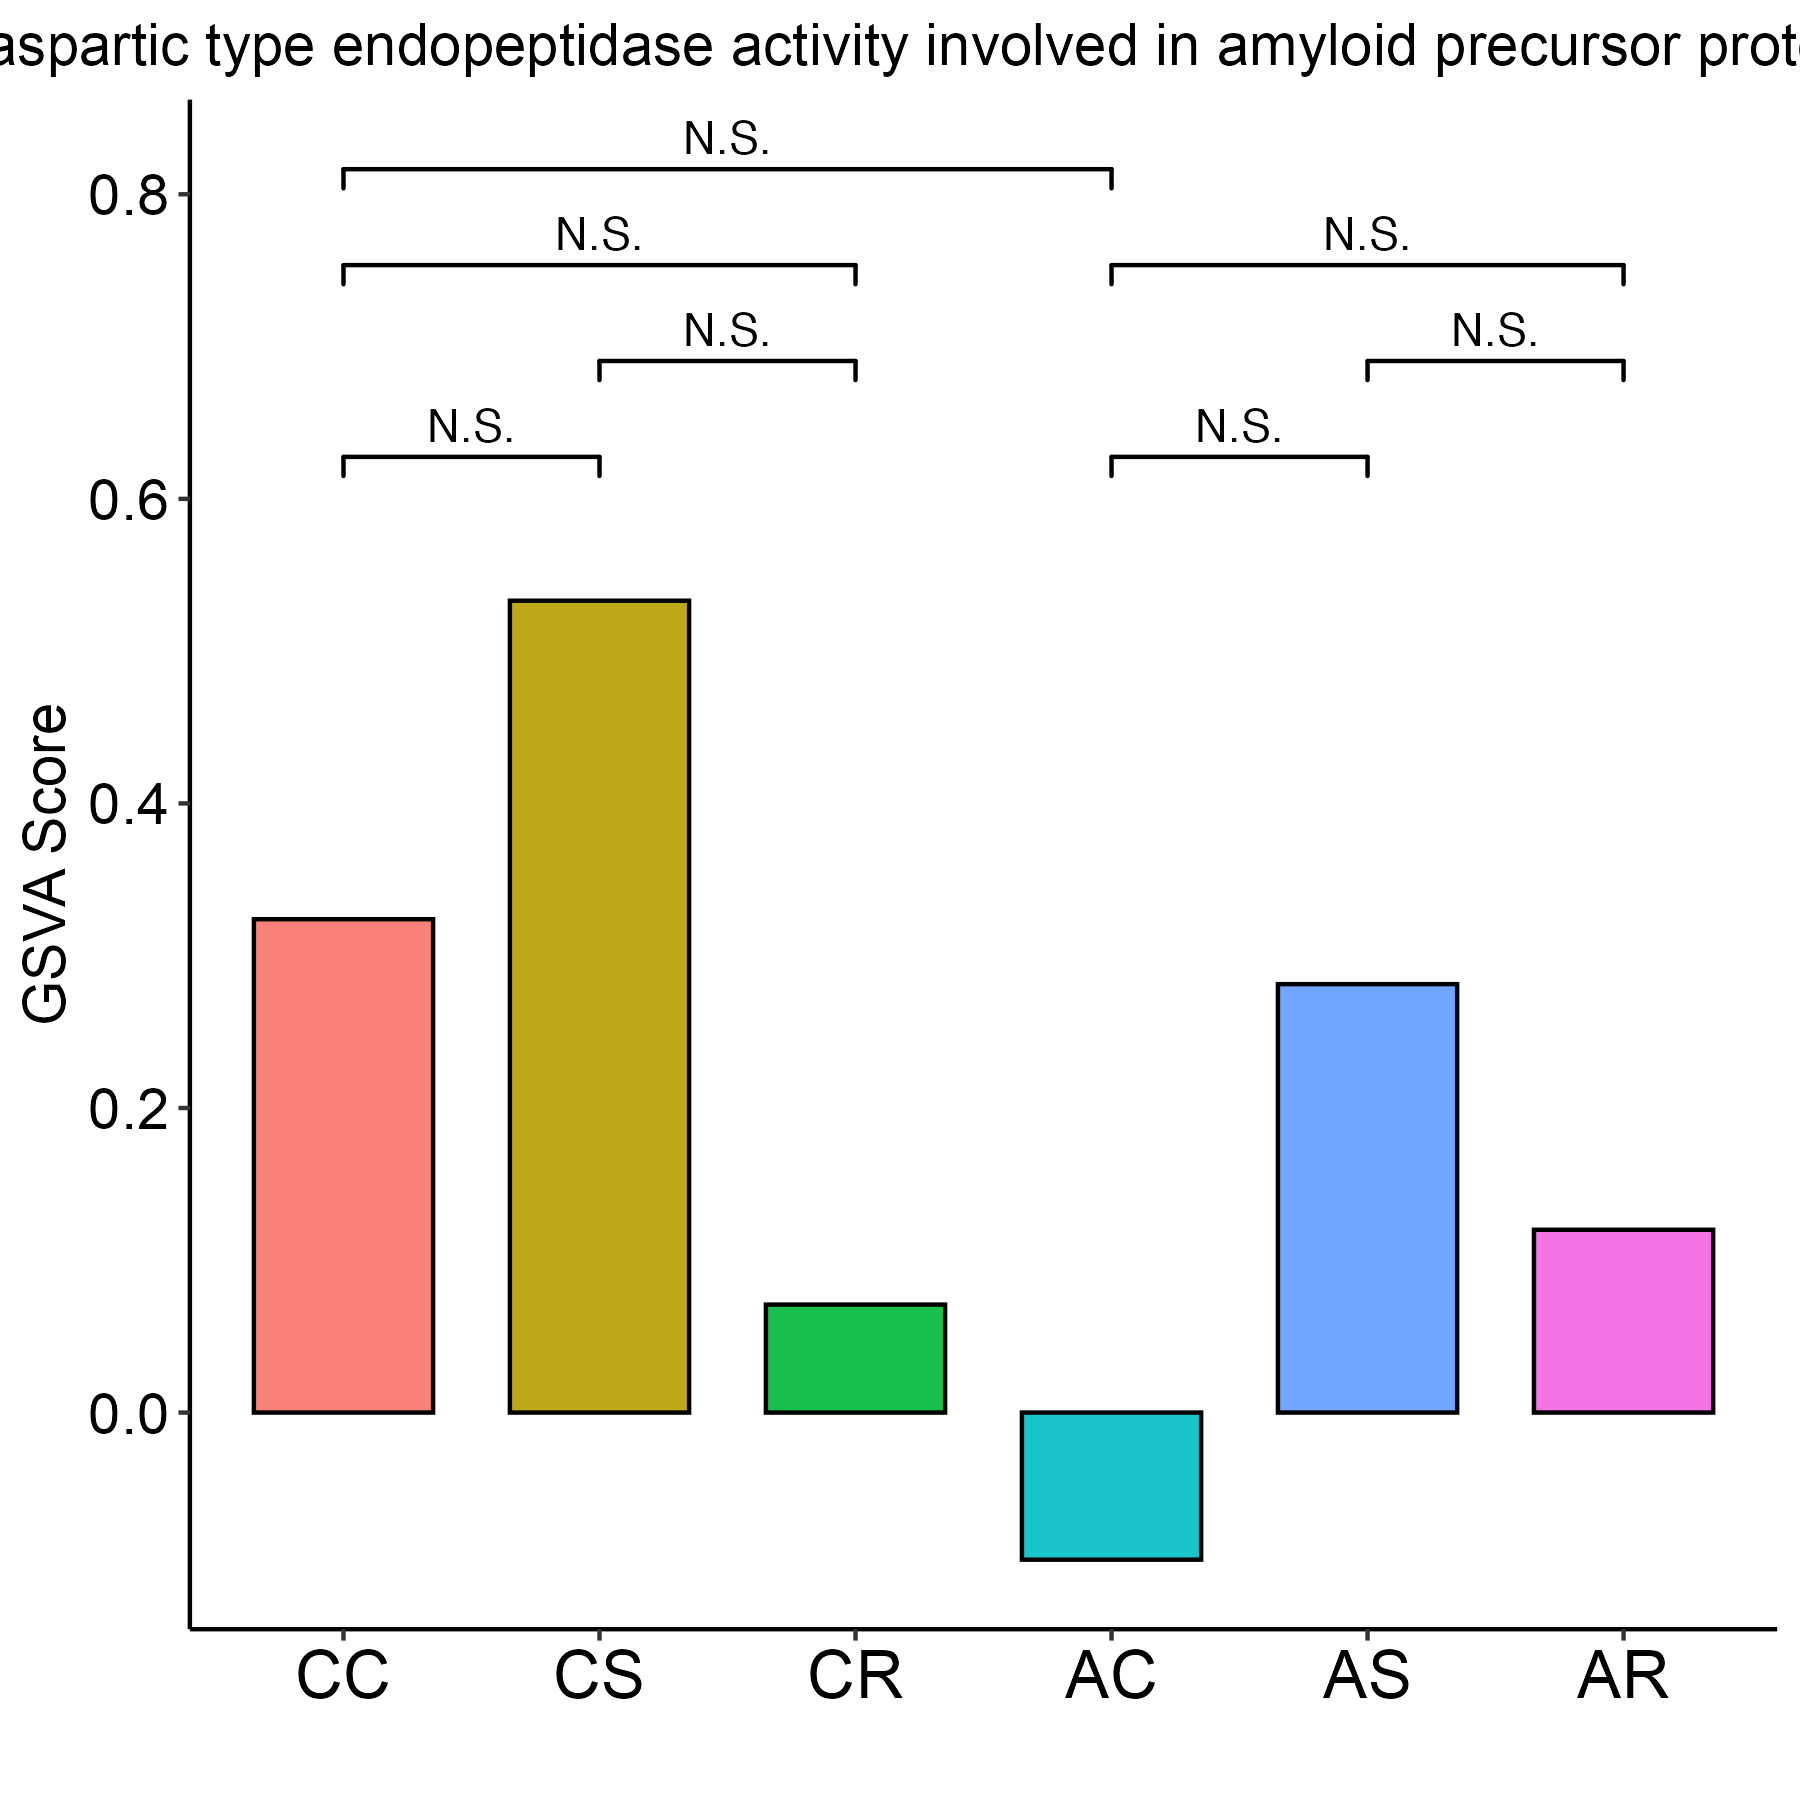 aspartic type endopeptidase activity involved in amyloid precursor prot
N.S.
0.8
N.S. N.S.
N.S. N.S.
N.S. N.S.
0.6
0.4
0.2
0.0
GSVA Score
CC CS CR AC AS AR